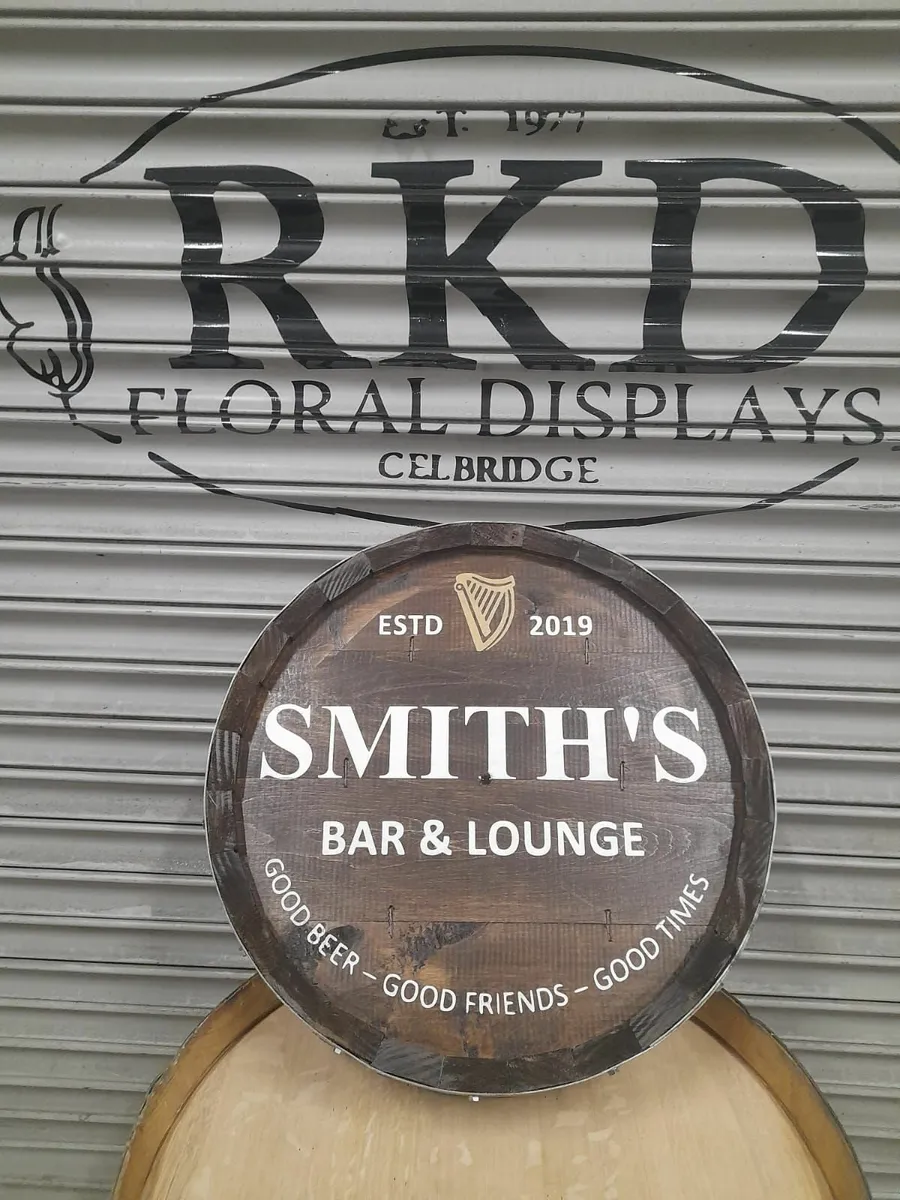 EST. 1977
RKD
FLORAL DISPLAYS
CELBRIDGE
ESTD 2019
SMITH'S
BAR & LOUNGE
GOOD BEER – GOOD FRIENDS – GOOD TIMES